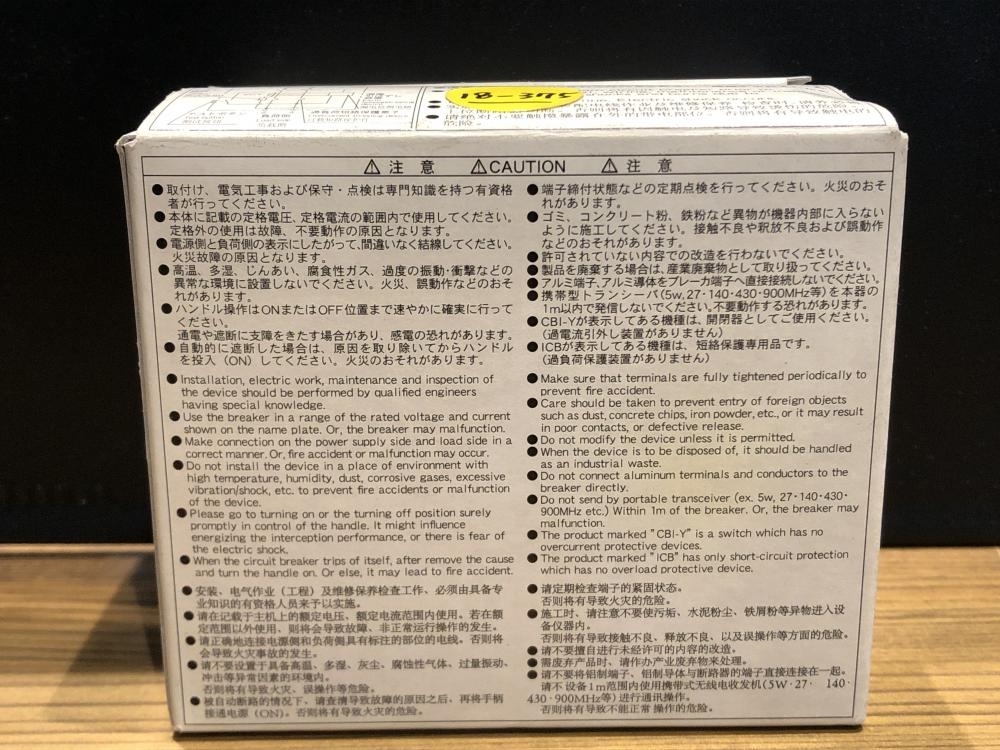 18-375
⚠ 注意 ⚠CAUTION ⚠ 注意
●取付け、電気工事および保守・点検は専門知識を持つ有資格
者が行ってください。
●本体に記載の定格電圧、定格電流の範囲内で使用してください。
定格外の使用は故障、不要動作の原因となります。
●電源側と負荷側の表示にしたがって、間違いなく結線してください。
火災故障の原因となります。
●高温、多湿、じんあい、腐食性ガス、過度の振動・衝撃などの
異常な環境に設置しないでください。火災、誤動作などのおそ
れがあります。
●ハンドル操作はONまたはOFF位置まで速やかに確実に行って
ください。
通電や遮断に支障をきたす場合があり、感電の恐れがあります。
●自動的に遮断した場合は、原因を取り除いてからハンドル
を投入（ON）してください。火災のおそれがあります。
●端子締付状態などの定期点検を行ってください。火災のおそ
れがあります。
●ゴミ、コンクリート粉、鉄粉など異物が機器内部に入らない
ように施工してください。接触不良や釈放不良および誤動作
などのおそれがあります。
●許可されていない内容での改造を行わないでください。
●製品を廃棄する場合は、産業廃棄物として取り扱ってください。
●アルミ端子、アルミ導体をブレーカ端子へ直接接続しないでください。
●携帯型トランシーバ(5w, 27・140・430・900MHz等)を本器の
1m以内で発信しないでください。不要動作する恐れがあります。
●CBI-Yが表示してある機種は、開閉器としてご使用ください。
（過電流引外し装置がありません）
●ICBが表示してある機種は、短絡保護専用品です。
（過負荷保護装置がありません）
●Installation, electric work, maintenance and inspection of
the device should be performed by qualified engineers
having special knowledge.
●Use the breaker in a range of the rated voltage and current
shown on the name plate. Or, the breaker may malfunction.
●Make connection on the power supply side and load side in a
correct manner. Or, fire accident or malfunction may occur.
●Do not install the device in a place of environment with
high temperature, humidity, dust, corrosive gases, excessive
vibration/shock, etc. to prevent fire accidents or malfunction
of the device.
●Please go to turning on or the turning off position surely
promptly in control of the handle. It might influence
energizing the interception performance, or there is fear of
the electric shock.
●When the circuit breaker trips of itself, after remove the cause
and turn the handle on. Or else, it may lead to fire accident.
●Make sure that terminals are fully tightened periodically to
prevent fire accident.
●Care should be taken to prevent entry of foreign objects
such as dust, concrete chips, iron powder, etc., or it may result
in poor contacts, or defective release.
●Do not modify the device unless it is permitted.
●When the device is to be disposed of, it should be handled
as an industrial waste.
●Do not connect aluminum terminals and conductors to the
breaker directly.
●Do not send by portable transceiver (ex. 5w, 27・140・430・
900MHz etc.) Within 1m of the breaker. Or, the breaker may
malfunction.
●The product marked "CBI-Y" is a switch which has no
overcurrent protective devices.
●The product marked "ICB" has only short-circuit protection
which has no overload protective device.
●安装、电气作业（工程）及维修保养检查工作、必须由具备专
业知识的有资格人员来予以实施。
●请在记载于主机上的额定电压、额定电流范围内使用。若在额
定范围以外使用、则将会导致故障、非正常运行操作的发生。
●请正确地连接电源侧和负荷侧具有标注的部位的电线。否则将
会导致火灾事故的发生。
●请不要设置于具备高温、多湿、灰尘、腐蚀性气体、过量振动、
冲击等异常因素的环境内。
否则将有导致火灾、误操作等危险。
●被自动断路的情况下、请查清导致故障的原因之后、再将手柄
接通电源（ON）。否则将有导致火灾的危险。
●请定期检查端子的紧固状态。
否则将有导致火灾的危险。
●施工时、请注意不要使污垢、水泥粉尘、铁屑粉等异物进入设
备仪器内。
否则将有导致接触不良、释放不良、以及误操作等方面的危险。
●请不要擅自进行未经许可的内容的改造。
●需废弃产品时、请作办产业废弃物来处理。
●请不要将铝制端子、铝制导体与断路器的端子直接连接在一起。
请不 设备1m范围内使用携带式无线电收发机(5W・27・ 140・
430・900MHz等)进行通讯操作。
否则将有导致不能正常 操作的危险。